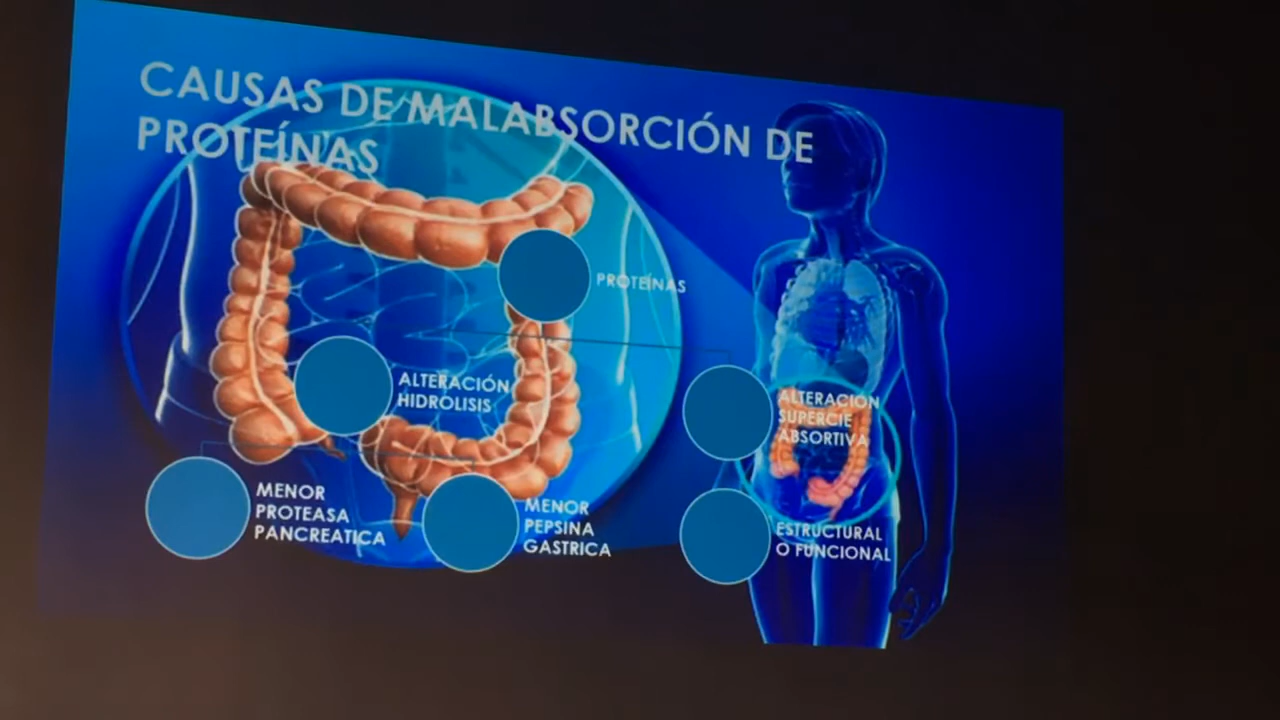 CAUSAS DE MALABSORCIÓN DE
PROTEÍNAS
PROTEÍNAS
ALTERACIÓN
HIDROLISIS
MENOR
PROTEASA
PANCREATICA
MENOR
PEPSINA
GASTRICA
ALTERACION
SUPERCIE
ABSORTIVA
ESTRUCTURAL
O FUNCIONAL